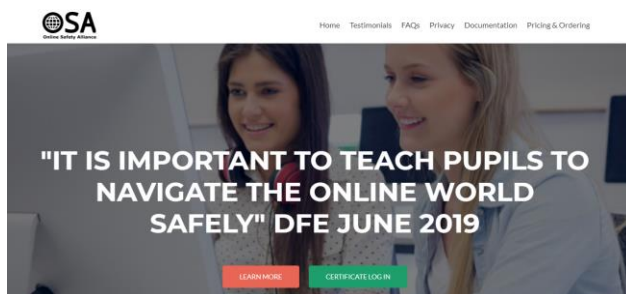 OSA
Online Safety Alliance
Home Testimonials FAQs Privacy Documentation Pricing & Ordering
"IT IS IMPORTANT TO TEACH PUPILS TO
NAVIGATE THE ONLINE WORLD
SAFELY" DFE JUNE 2019
LEARN MORE CERTIFICATE LOG IN